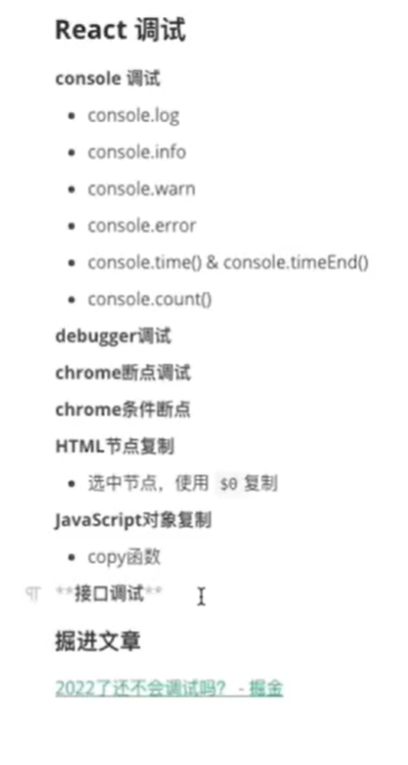 React 调试
console 调试
• console.log
• console.info
• console.warn
• console.error
• console.time() & console.timeEnd()
• console.count()
debugger调试
chrome断点调试
chrome条件断点
HTML节点复制
• 选中节点，使用 $0 复制
JavaScript对象复制
• copy函数
¶ **接口调试**
掘进文章
2022了还不会调试吗？ - 掘金